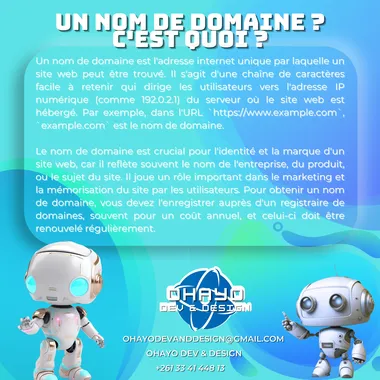 UN NOM DE DOMAINE ?
C'EST QUOI ?
Un nom de domaine est l'adresse internet unique par laquelle un
site web peut être trouvé. Il s'agit d'une chaîne de caractères
facile à retenir qui dirige les utilisateurs vers l'adresse IP
numérique (comme 192.0.2.1) du serveur où le site web est
hébergé. Par exemple, dans l'URL `https://www.example.com`,
`example.com` est le nom de domaine.
Le nom de domaine est crucial pour l'identité et la marque d'un
site web, car il reflète souvent le nom de l'entreprise, du produit,
ou le sujet du site. Il joue un rôle important dans le marketing et
la mémorisation du site par les utilisateurs. Pour obtenir un nom
de domaine, vous devez l'enregistrer auprès d'un registraire de
domaines, souvent pour un coût annuel, et celui-ci doit être
renouvelé régulièrement.
OHAYO
DEV & DESIGN
OHAYODEVANDDESIGN@GMAIL.COM
OHAYO DEV & DESIGN
+261 33 41 448 13